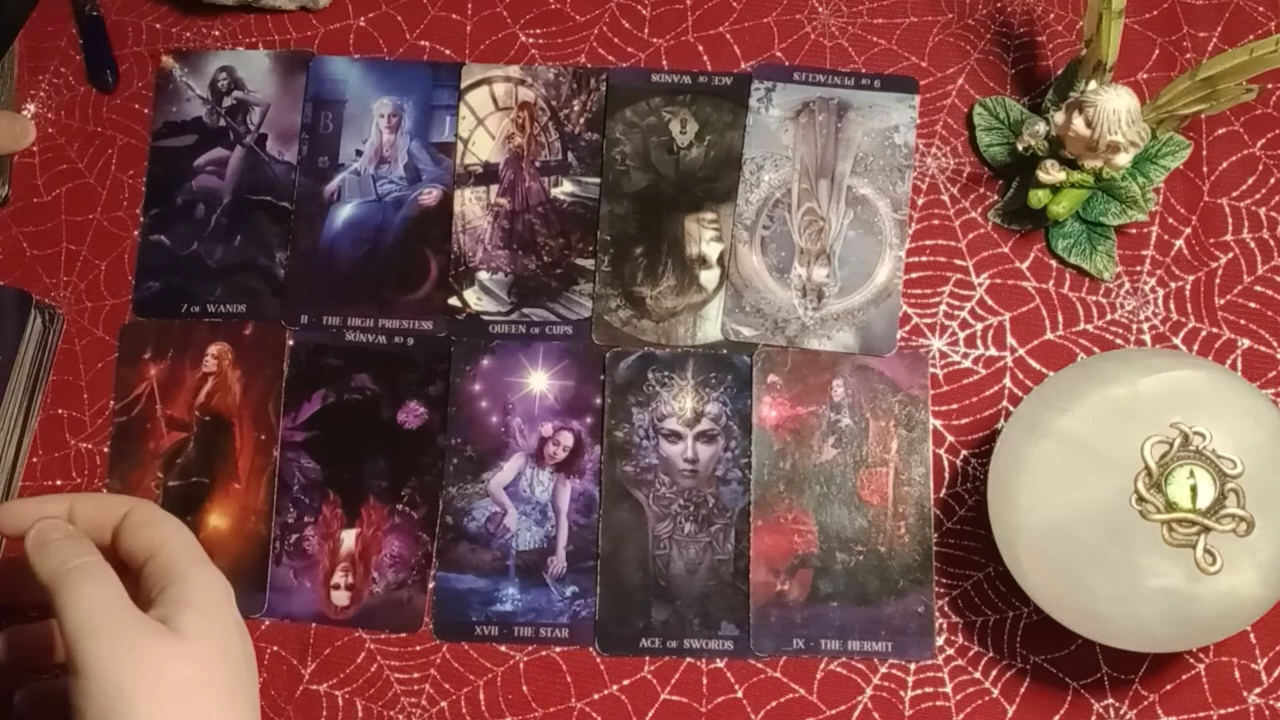 7 OF WANDS
II - THE HIGH PRIESTESS
B J
QUEEN OF CUPS
ACE OF WANDS
9 OF PENTACLES
6 OF WANDS
XVII - THE STAR
ACE OF SWORDS
IX - THE HERMIT